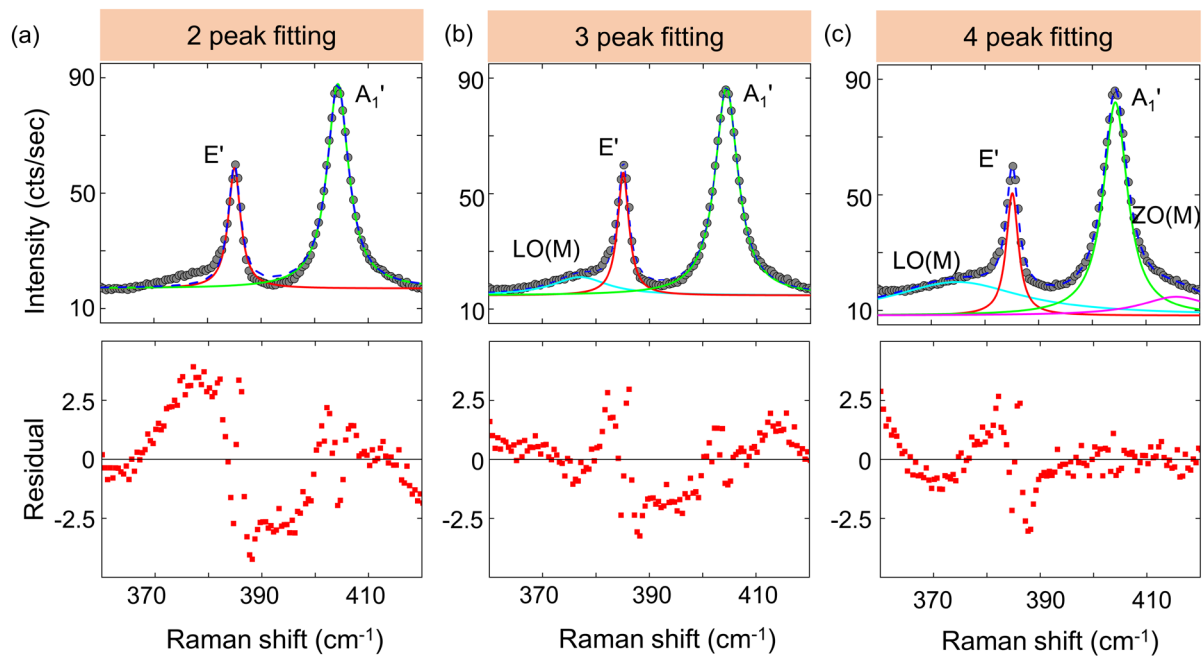 (a)
2 peak fitting
(b)
3 peak fitting
(c)
4 peak fitting
90
50
10
Intensity (cts/sec)
E'
A₁'
90
50
10
LO(M)
E'
A₁'
90
50
10
LO(M)
E'
A₁'
ZO(M)
2.5
0
-2.5
Residual
370
390
410
Raman shift (cm⁻¹)
2.5
0
-2.5
370
390
410
Raman shift (cm⁻¹)
2.5
0
-2.5
370
390
410
Raman shift (cm⁻¹)